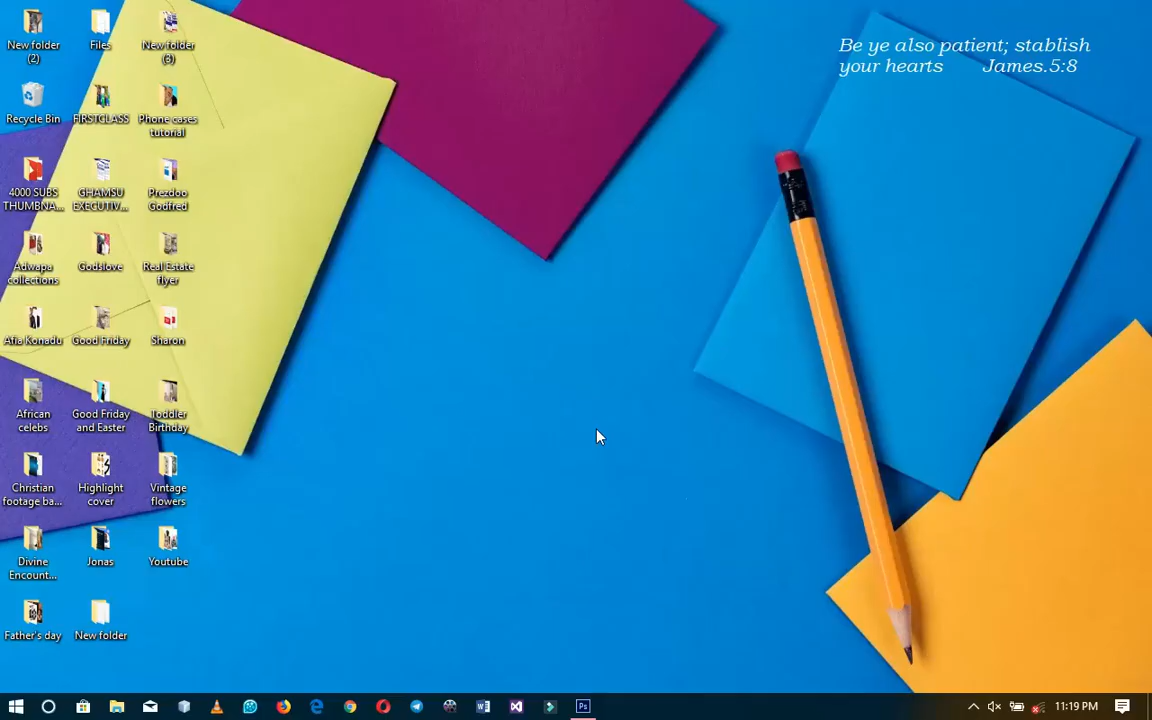 Be ye also patient; stablish
your hearts James.5:8
New folder
(2)
Files
New folder
(3)
Recycle Bin
FIRSTCLASS
Phone cases
tutorial
4000 SUBS
THUMBNA...
GHAMSU
EXECUTIV...
Prezdoo
Godfred
Adwapa
collections
Godslove
Real Estate
flyer
Afia Konadu
Good Friday
Sharon
African
celebs
Good Friday
and Easter
Toddler
Birthday
Christian
footage ba...
Highlight
cover
Vintage
flowers
Divine
Encount...
Jonas
Youtube
Father's day
New folder
Ps
11:19 PM